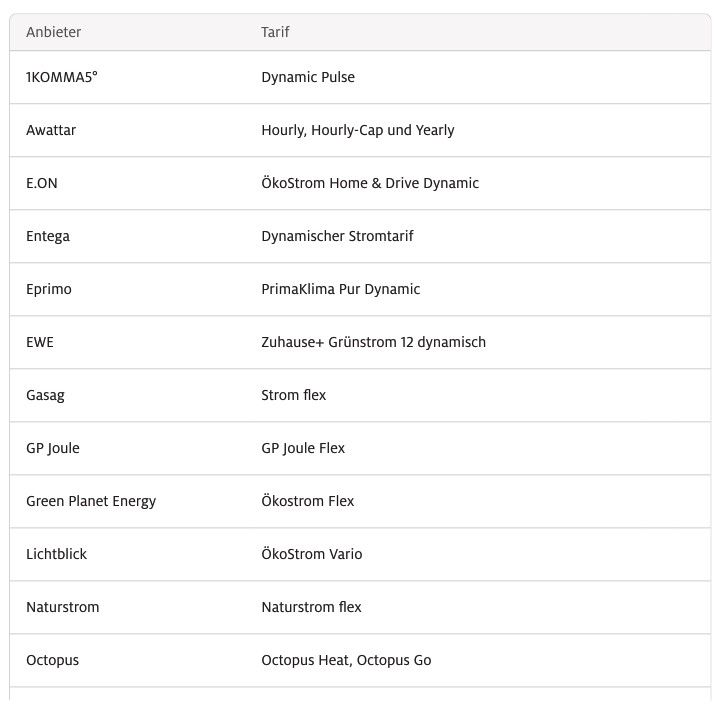 Anbieter Tarif
1KOMMA5° Dynamic Pulse
Awattar Hourly, Hourly-Cap und Yearly
E.ON ÖkoStrom Home & Drive Dynamic
Entega Dynamischer Stromtarif
Eprimo PrimaKlima Pur Dynamic
EWE Zuhause+ Grünstrom 12 dynamisch
Gasag Strom flex
GP Joule GP Joule Flex
Green Planet Energy Ökostrom Flex
Lichtblick ÖkoStrom Vario
Naturstrom Naturstrom flex
Octopus Octopus Heat, Octopus Go